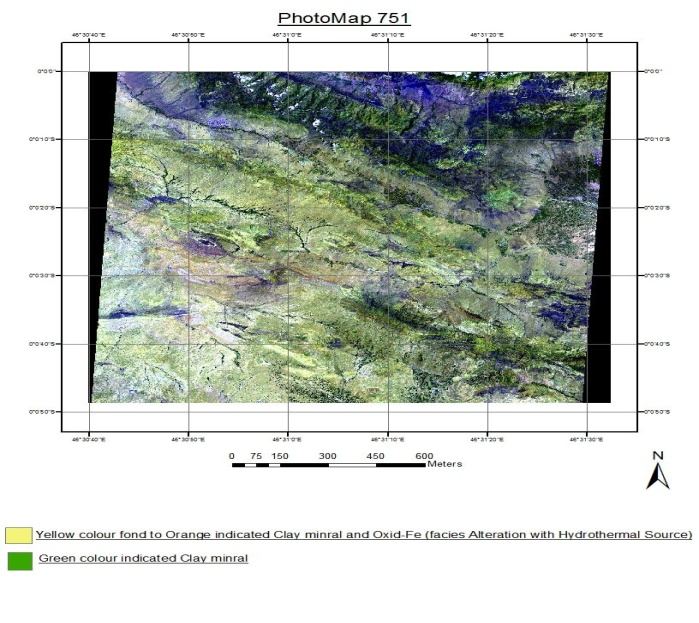 PhotoMap 751
46°30'40"E 46°30'50"E 46°31'0"E 46°31'10"E 46°31'20"E 46°31'30"E
0°0'0" 0°0'0"
0°0'10"S 0°0'10"S
0°0'20"S 0°0'20"S
0°0'30"S 0°0'30"S
0°0'40"S 0°0'40"S
0°0'50"S 0°0'50"S
46°30'40"E 46°30'50"E 46°31'0"E 46°31'10"E 46°31'20"E 46°31'30"E
N
0 75 150 300 450 600
Meters
Yellow colour fond to Orange indicated Clay minral and Oxid-Fe (facies Alteration with Hydrothermal Source)
Green colour indicated Clay minral